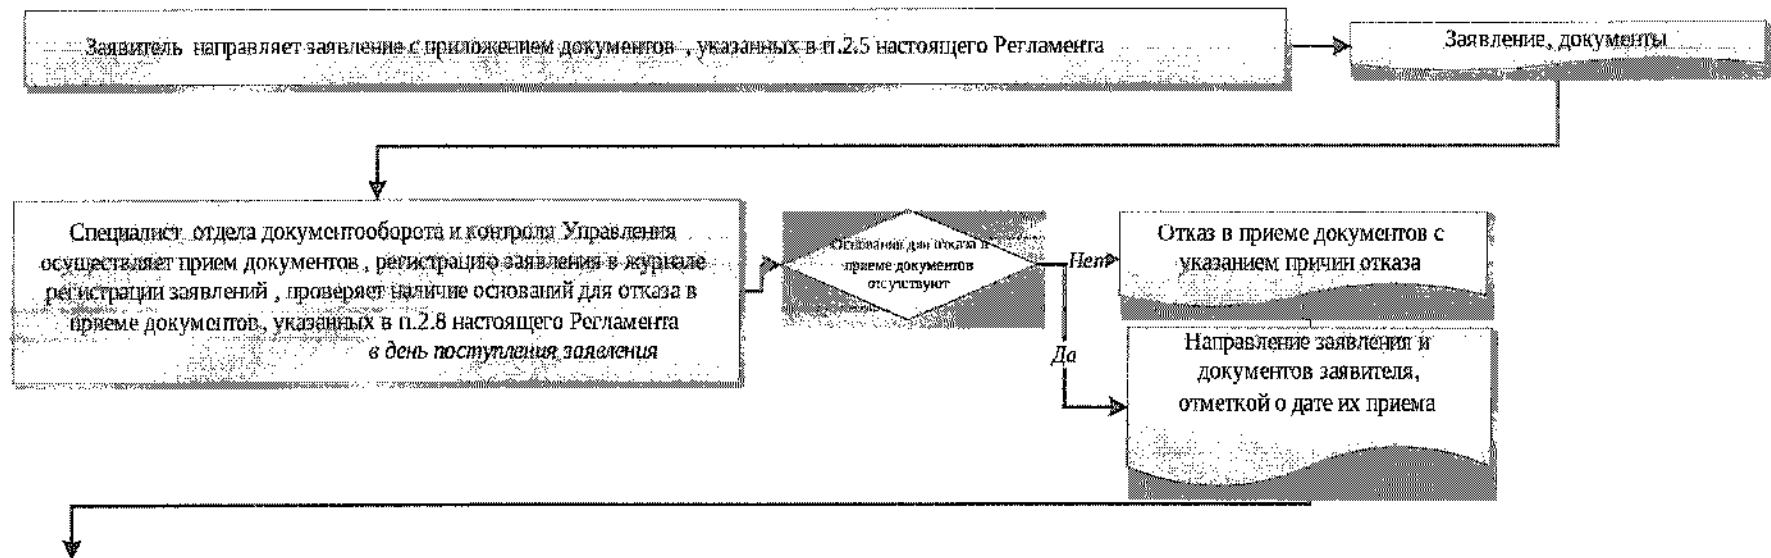 Заявитель направляет заявление с приложением документов , указанных в п.2.5 настоящего Регламента
Заявление, документы
Специалист отдела документооборота и контроля Управления
осуществляет прием документов , регистрацию заявления в журнале
регистрации заявлений , проверяет наличие оснований для отказа в
приеме документов, указанных в п.2.8 настоящего Регламента
в день поступления заявления
Основания для отказа в
приеме документов
отсутствуют
Нет
Отказ в приеме документов с
указанием причин отказа
Да
Направление заявления и
документов заявителя,
отметкой о дате их приема